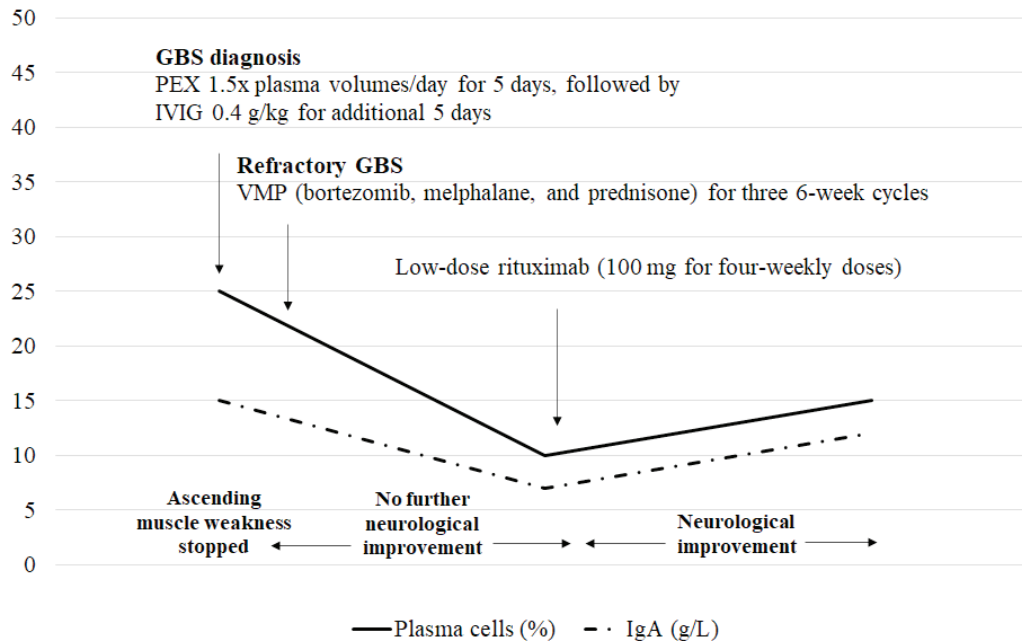 50
45
40
35
30
25
20
15
10
5
0
GBS diagnosis
PEX 1.5x plasma volumes/day for 5 days, followed by
IVIG 0.4 g/kg for additional 5 days
Refractory GBS
VMP (bortezomib, melphalane, and prednisone) for three 6-week cycles
Low-dose rituximab (100 mg for four-weekly doses)
Ascending
muscle weakness
stopped
No further
neurological
improvement
Neurological
improvement
Plasma cells (%)
IgA (g/L)